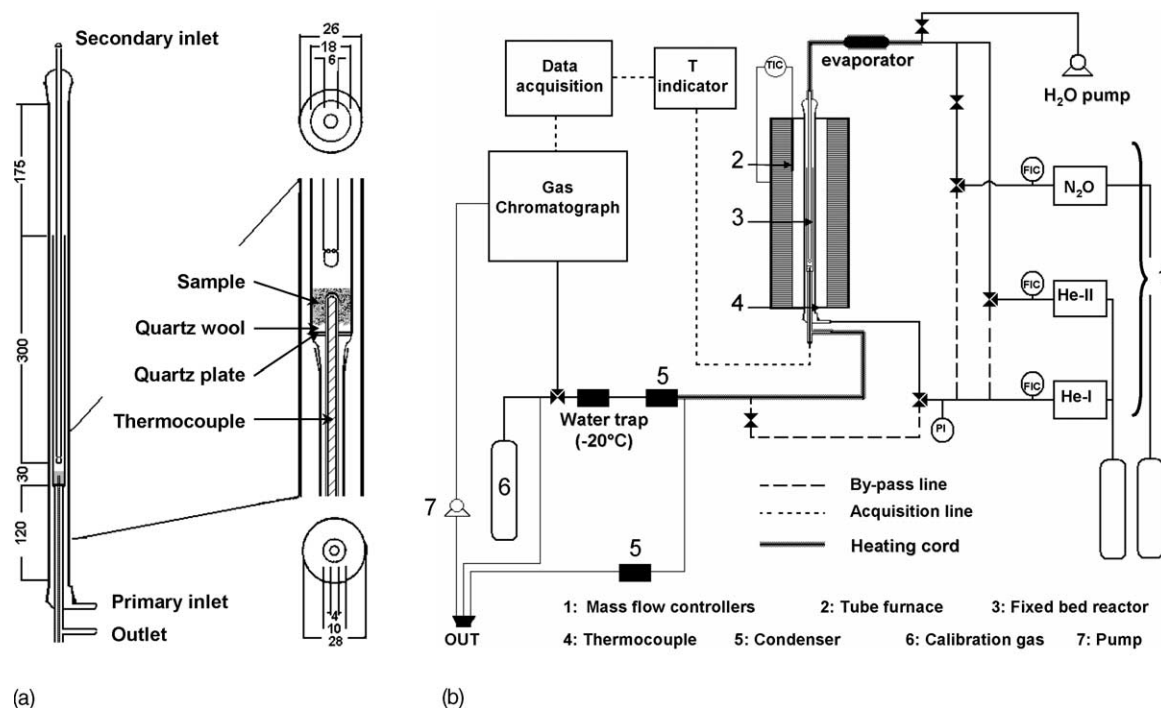 Secondary inlet
26
18
6
175
300
30
120
Sample
Quartz wool
Quartz plate
Thermocouple
4
10
28
Primary inlet
Outlet
(a)
Data
acquisition
T
indicator
TIC
evaporator
H₂O pump
Gas
Chromatograph
2
3
4
FIC
N₂O
1
FIC
He-II
FIC
He-I
PI
5
Water trap
(-20°C)
6
7
5
OUT
By-pass line
Acquisition line
Heating cord
1: Mass flow controllers 2: Tube furnace 3: Fixed bed reactor
4: Thermocouple 5: Condenser 6: Calibration gas 7: Pump
(b)